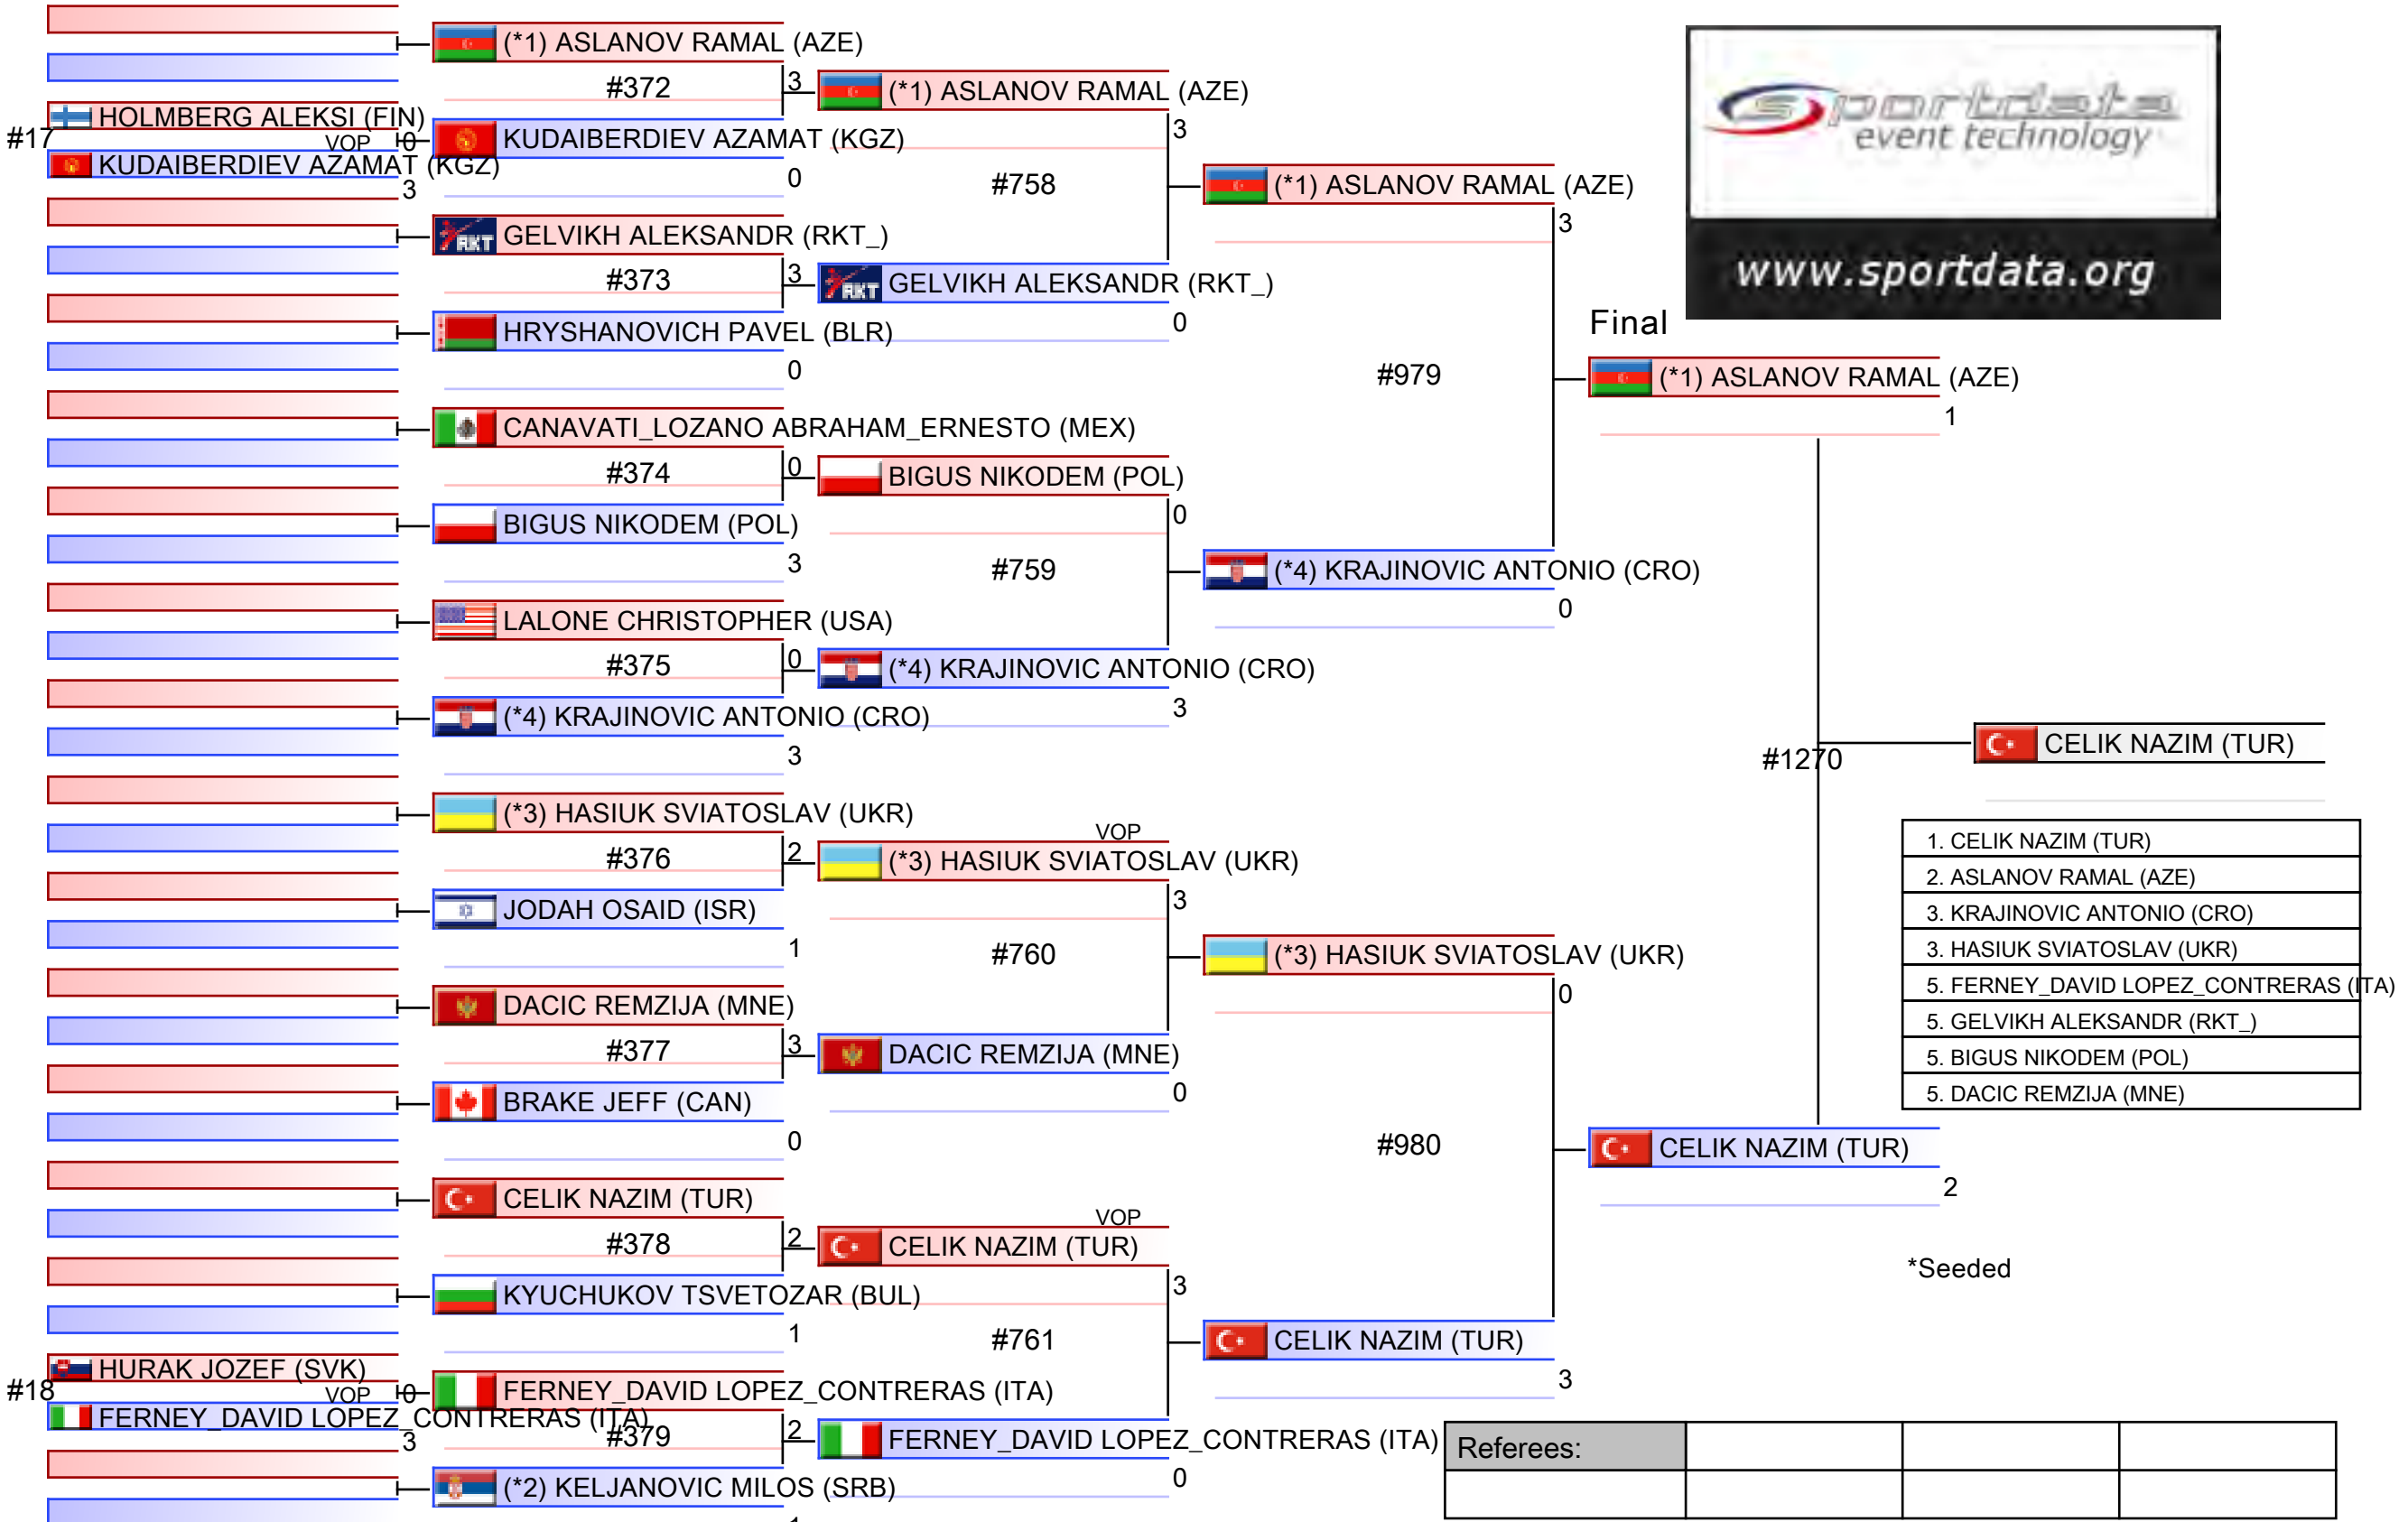 (*1) ASLANOV RAMAL (AZE)
#372
3
(*1) ASLANOV RAMAL (AZE)
HOLMBERG ALEKSI (FIN)
#17
VOP
0
KUDAIBERDIEV AZAMAT (KGZ)
3
KUDAIBERDIEV AZAMAT (KGZ)
0
3
#758
(*1) ASLANOV RAMAL (AZE)
3
GELVIKH ALEKSANDR (RKT_)
#373
3
GELVIKH ALEKSANDR (RKT_)
0
HRYSHANOVICH PAVEL (BLR)
0
sportdata
event technology
www.sportdata.org
Final
#979
(*1) ASLANOV RAMAL (AZE)
1
CANAVATI_LOZANO ABRAHAM_ERNESTO (MEX)
#374
0
BIGUS NIKODEM (POL)
0
BIGUS NIKODEM (POL)
3
#759
(*4) KRAJINOVIC ANTONIO (CRO)
0
LALONE CHRISTOPHER (USA)
#375
0
(*4) KRAJINOVIC ANTONIO (CRO)
3
(*4) KRAJINOVIC ANTONIO (CRO)
3
#1270
CELIK NAZIM (TUR)
(*3) HASIUK SVIATOSLAV (UKR)
#376
2
VOP
(*3) HASIUK SVIATOSLAV (UKR)
3
JODAH OSAID (ISR)
1
#760
(*3) HASIUK SVIATOSLAV (UKR)
0
DACIC REMZIJA (MNE)
#377
3
DACIC REMZIJA (MNE)
0
BRAKE JEFF (CAN)
0
1. CELIK NAZIM (TUR)
2. ASLANOV RAMAL (AZE)
3. KRAJINOVIC ANTONIO (CRO)
3. HASIUK SVIATOSLAV (UKR)
5. FERNEY_DAVID LOPEZ_CONTRERAS (ITA)
5. GELVIKH ALEKSANDR (RKT_)
5. BIGUS NIKODEM (POL)
5. DACIC REMZIJA (MNE)
#980
CELIK NAZIM (TUR)
2
CELIK NAZIM (TUR)
#378
2
VOP
CELIK NAZIM (TUR)
3
KYUCHUKOV TSVETOZAR (BUL)
1
#761
CELIK NAZIM (TUR)
3
*Seeded
HURAK JOZEF (SVK)
#18
VOP
0
FERNEY_DAVID LOPEZ_CONTRERAS (ITA)
3
FERNEY_DAVID LOPEZ_CONTRERAS (ITA)
#379
2
FERNEY_DAVID LOPEZ_CONTRERAS (ITA)
0
(*2) KELJANOVIC MILOS (SRB)
Referees: